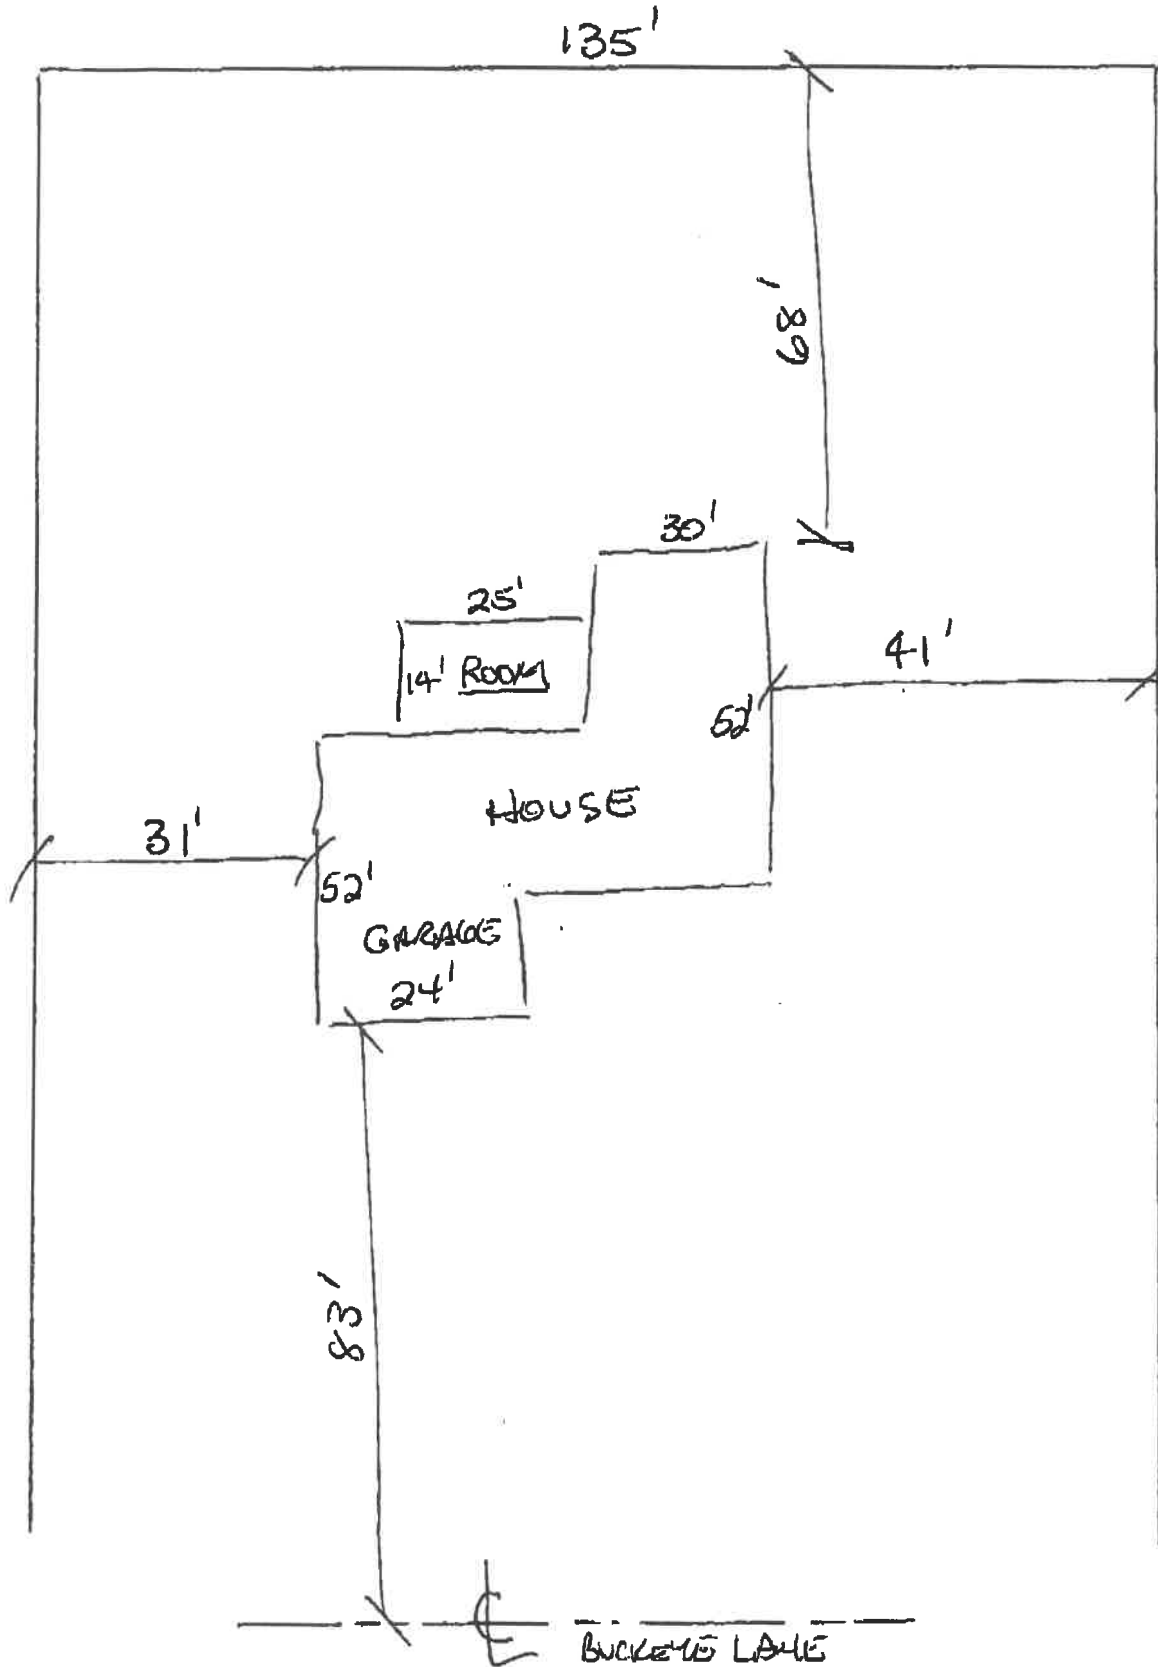 135'
68'
30'
25'
14' ROOM
41'
52'
HOUSE
31'
52'
GARAGE
24'
83'
℄
BUCKEYE LANE